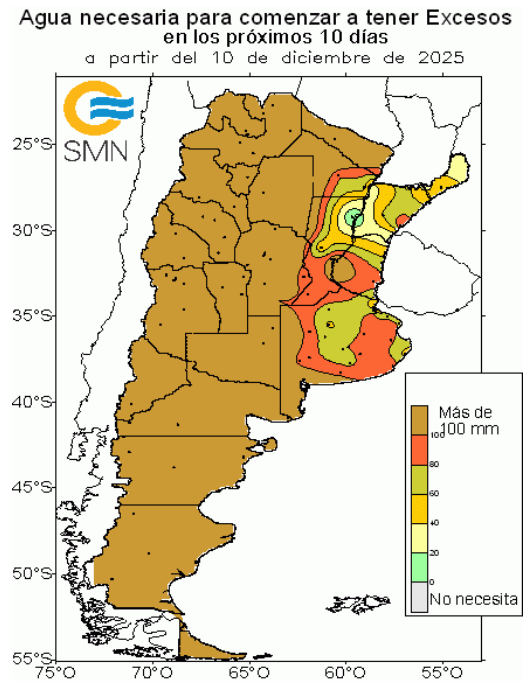 Agua necesaria para comenzar a tener Excesos
en los próximos 10 días
a partir del 10 de diciembre de 2025
SMN
25°S
30°S
35°S
40°S
45°S
50°S
55°S
75°O
70°O
65°O
60°O
55°O
Más de
100 mm
100
80
60
40
20
0
No necesita